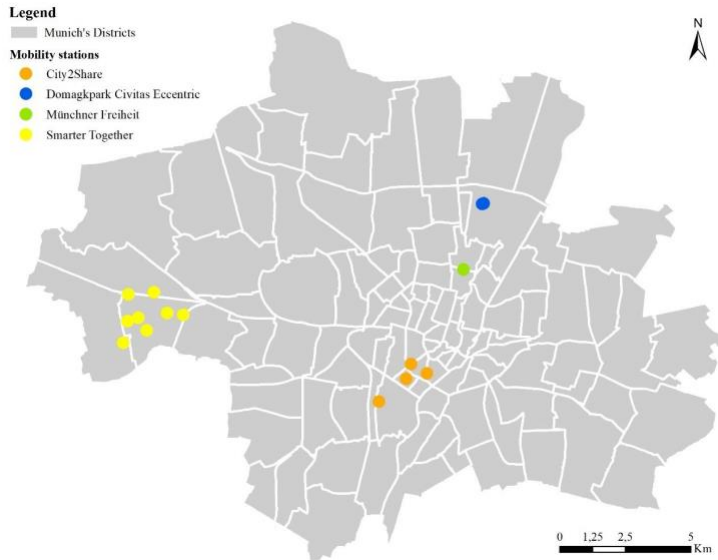 Legend
Munich's Districts
Mobility stations
City2Share
Domagkpark Civitas Eccentric
Münchner Freiheit
Smarter Together
N
0 1,25 2,5 5
Km